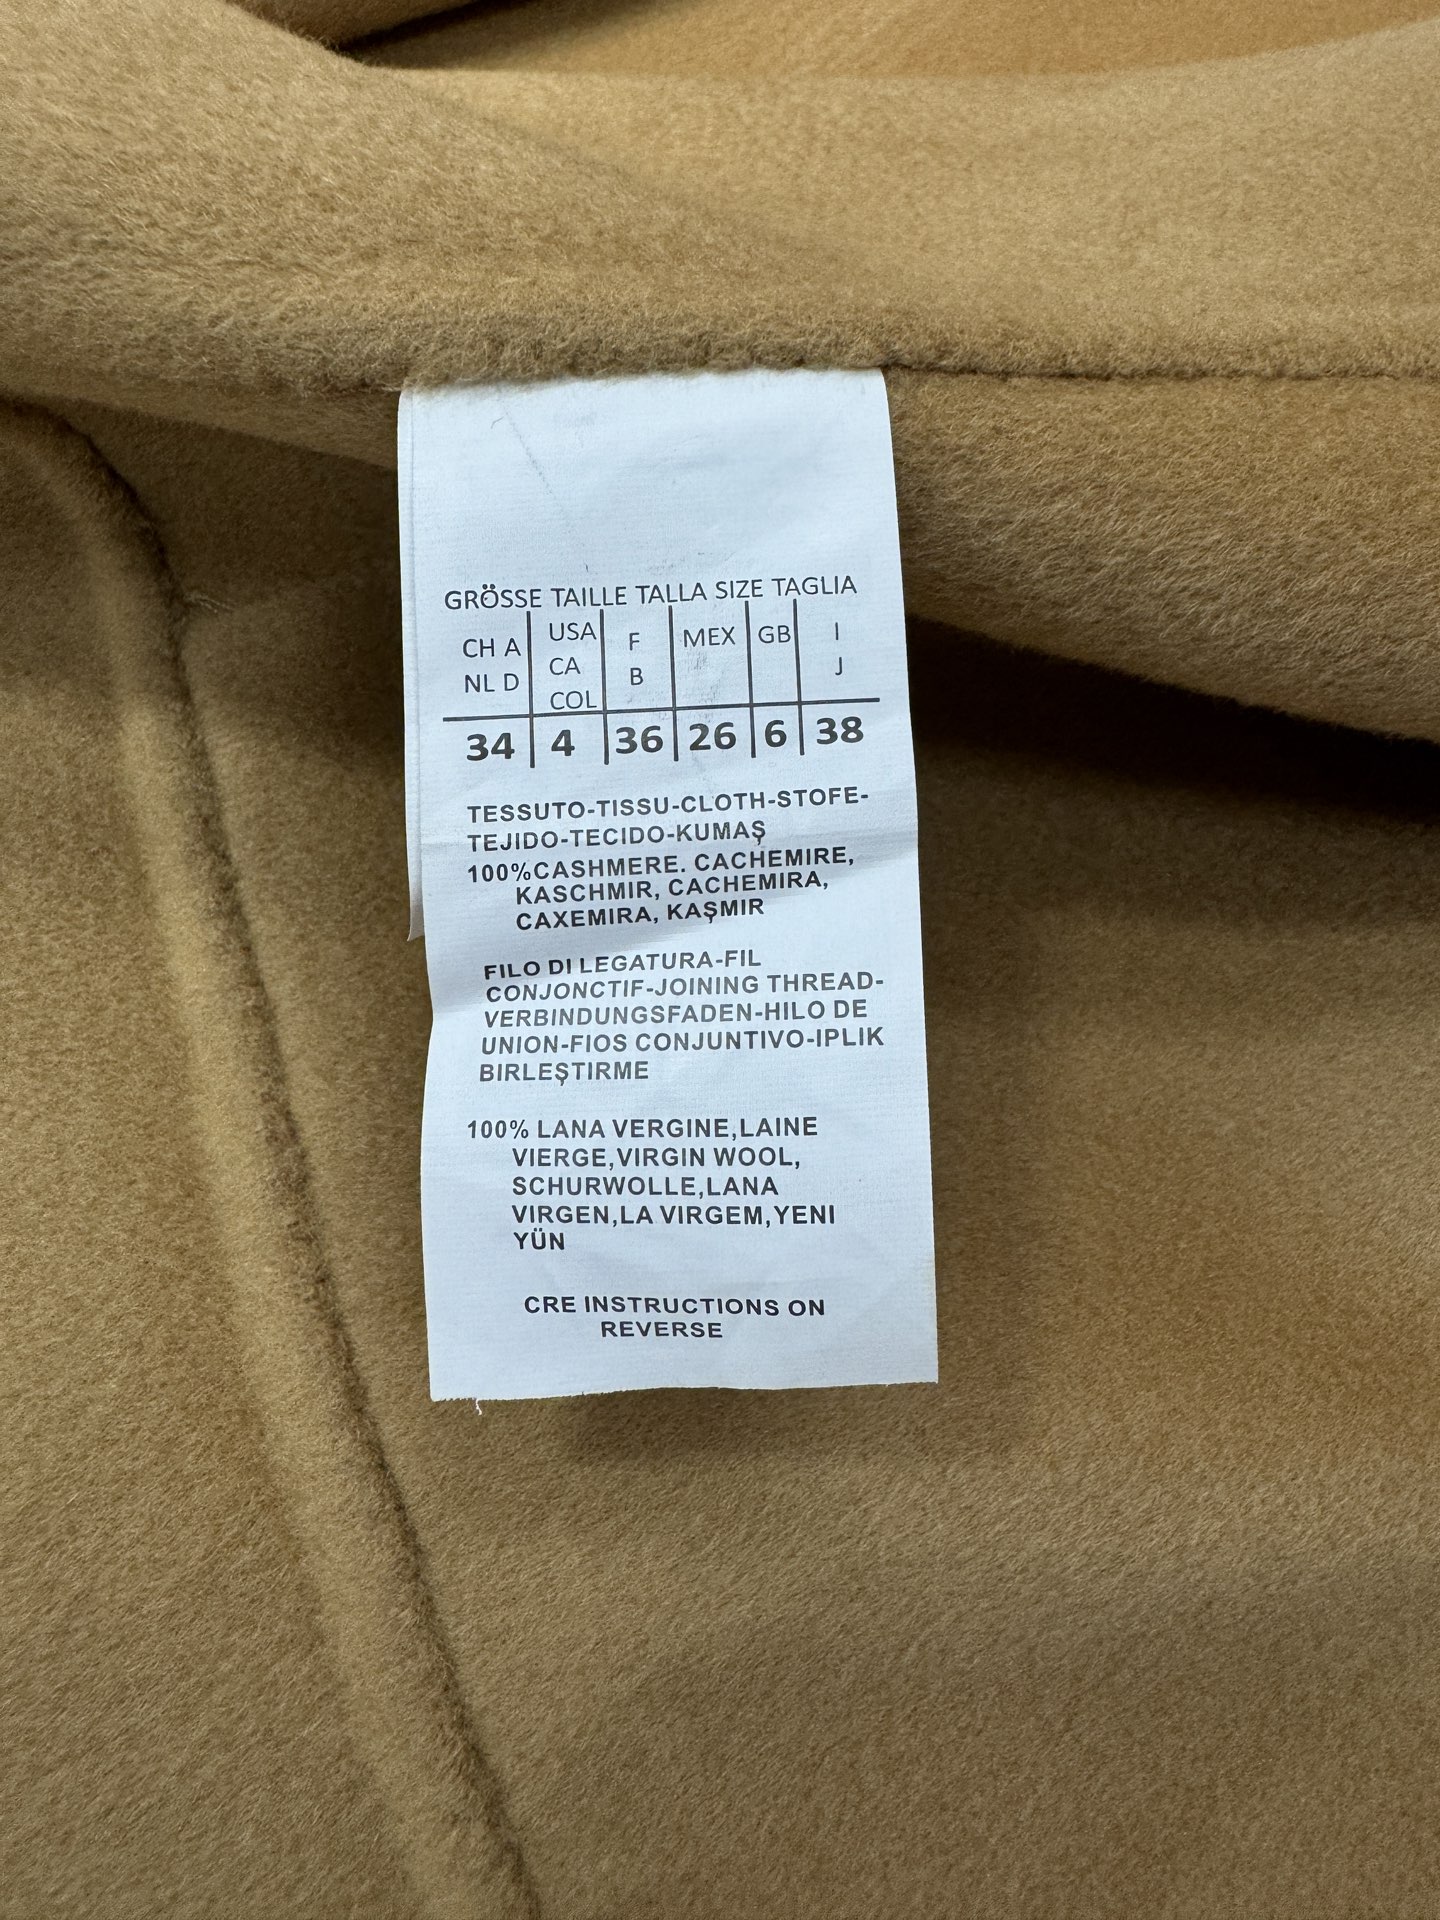 GRÖSSE TAILLE TALLA SIZE TAGLIA
CH A USA F MEX GB I
NL D CA B J
COL
34 4 36 26 6 38
TESSUTO-TISSU-CLOTH-STOFE-
TEJIDO-TECIDO-KUMAŞ
100%CASHMERE. CACHEMIRE,
KASCHMIR, CACHEMIRA,
CAXEMIRA, KAŞMIR
FILO DI LEGATURA-FIL
CONJONCTIF-JOINING THREAD-
VERBINDUNGSFADEN-HILO DE
UNION-FIOS CONJUNTIVO-IPLIK
BIRLEŞTIRME
100% LANA VERGINE,LAINE
VIERGE,VIRGIN WOOL,
SCHURWOLLE,LANA
VIRGEN,LA VIRGEM,YENI
YÜN
CRE INSTRUCTIONS ON
REVERSE